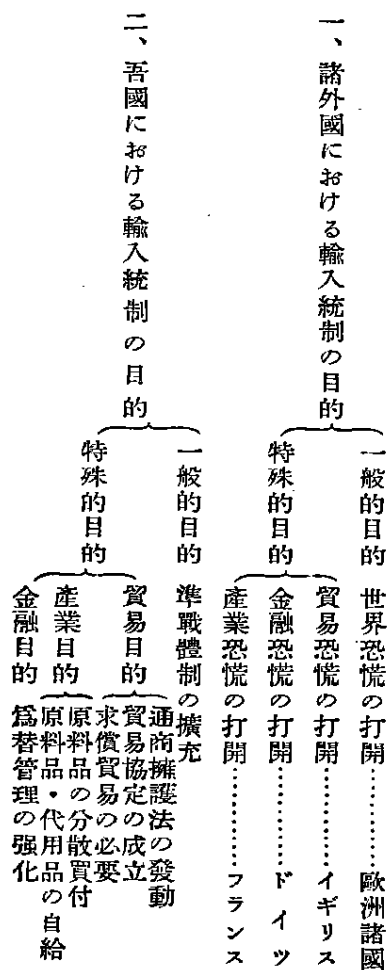 一、諸外國における輸入統制の目的
一般的目的 世界恐慌の打開…………歐洲諸國
特殊的目的
貿易恐慌の打開…………イギリス
金融恐慌の打開…………ドイツ
產業恐慌の打開…………フランス
二、吾國における輸入統制の目的
一般的目的 準戰體制の擴充
特殊的目的
貿易目的
通商擁護法の發動
貿易協定の成立
求償貿易の必要
產業目的
原料品の分散買付
原料品・代用品の自給
金融目的 爲替管理の强化